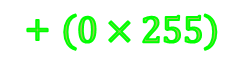 + (0 × 255)